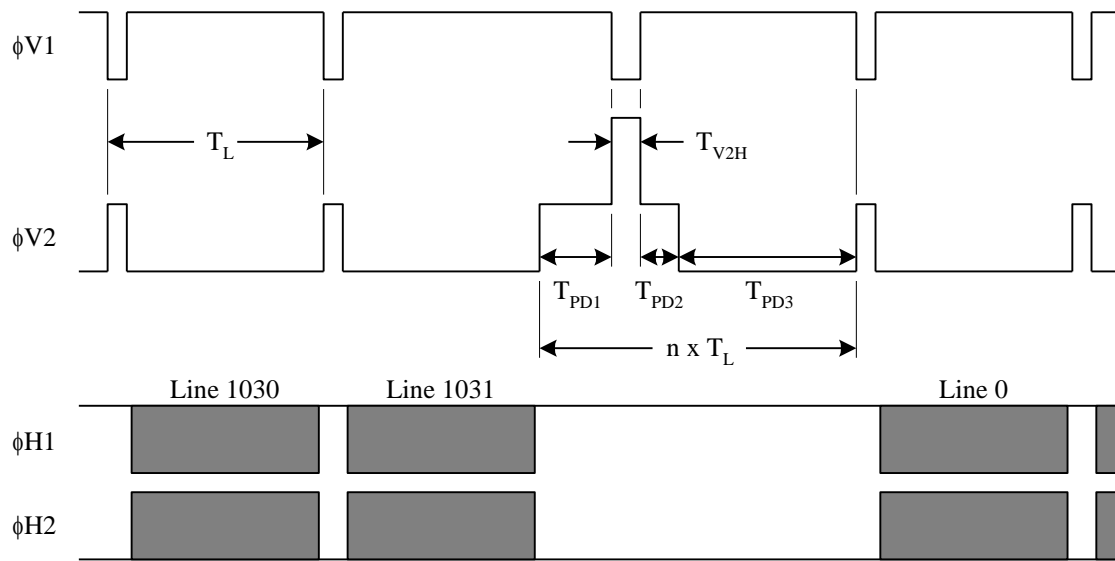 ϕV1
T_L
T_V2H
ϕV2
T_PD1 T_PD2 T_PD3
n x T_L
Line 1030 Line 1031 Line 0
ϕH1
ϕH2